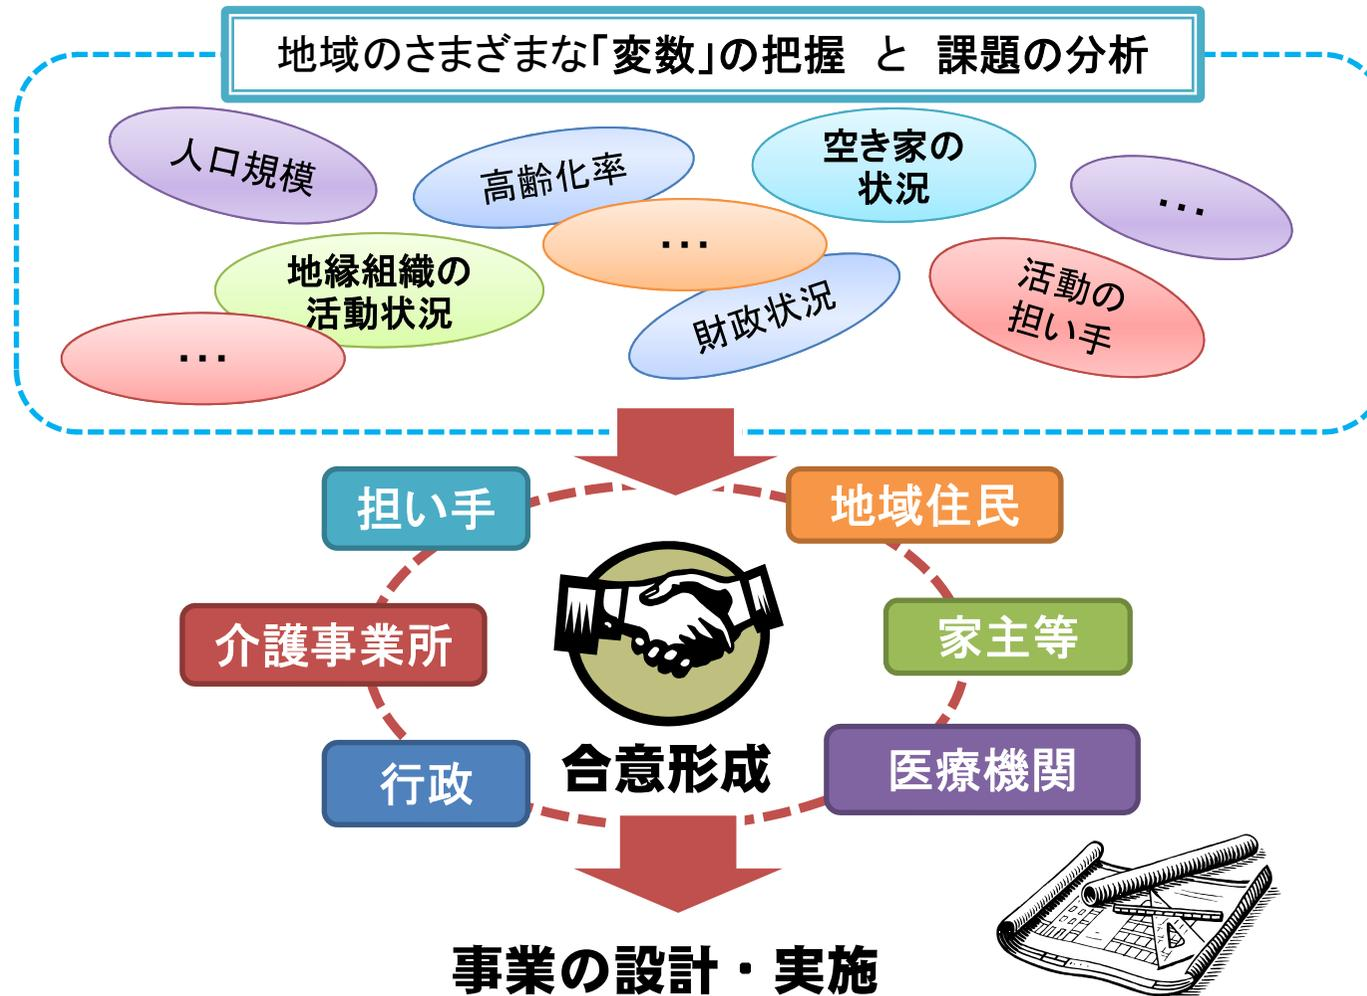 地域のさまざまな「変数」の把握 と 課題の分析
人口規模
高齢化率
空き家の
状況
･･･
地縁組織の
活動状況
･･･
財政状況
活動の
担い手
･･･
担い手
地域住民
介護事業所
家主等
行政
医療機関
合意形成
事業の設計・実施